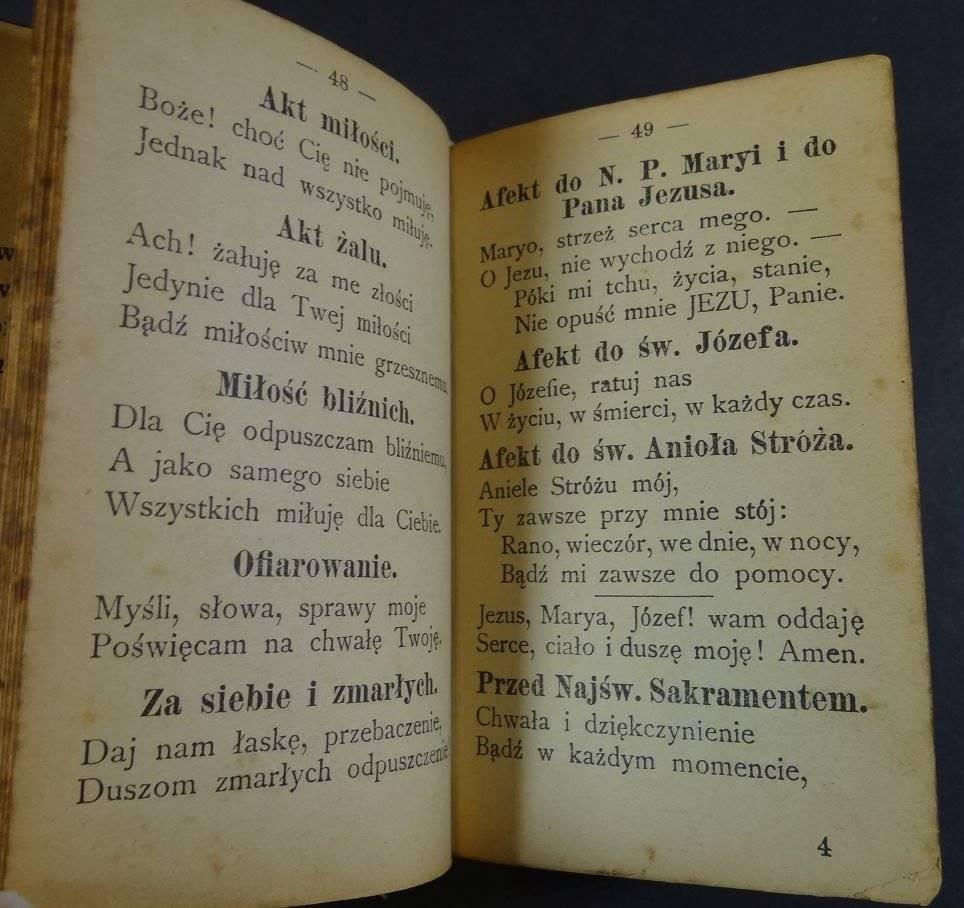 — 48 —
Akt miłości.
Boże! choć Cię nie pojmuję,
Jednak nad wszystko miłuję.
Akt żalu.
Ach! żałuję za me złości
Jedynie dla Twej miłości
Bądź miłościw mnie grzesznemu,
Miłość bliźnich.
Dla Cię odpuszczam bliźniemu,
A jako samego siebie
Wszystkich miłuję dla Ciebie.
Ofiarowanie.
Myśli, słowa, sprawy moje
Poświęcam na chwałę Twoję.
Za siebie i zmarłych.
Daj nam łaskę, przebaczenie,
Duszom zmarłych odpuszczenie
— 49 —
Afekt do N. P. Maryi i do
Pana Jezusa.
Maryo, strzeż serca mego. —
O Jezu, nie wychodź z niego. —
Póki mi tchu, życia, stanie,
Nie opuść mnie JEZU, Panie.
Afekt do św. Józefa.
O Józefie, ratuj nas
W życiu, w śmierci, w każdy czas.
Afekt do św. Anioła Stróża.
Aniele Stróżu mój,
Ty zawsze przy mnie stój:
Rano, wieczór, we dnie, w nocy,
Bądź mi zawsze do pomocy.
Jezus, Marya, Józef! wam oddaję
Serce, ciało i duszę moję! Amen.
Przed Najśw. Sakramentem.
Chwała i dziękczynienie
Bądź w każdym momencie,
4